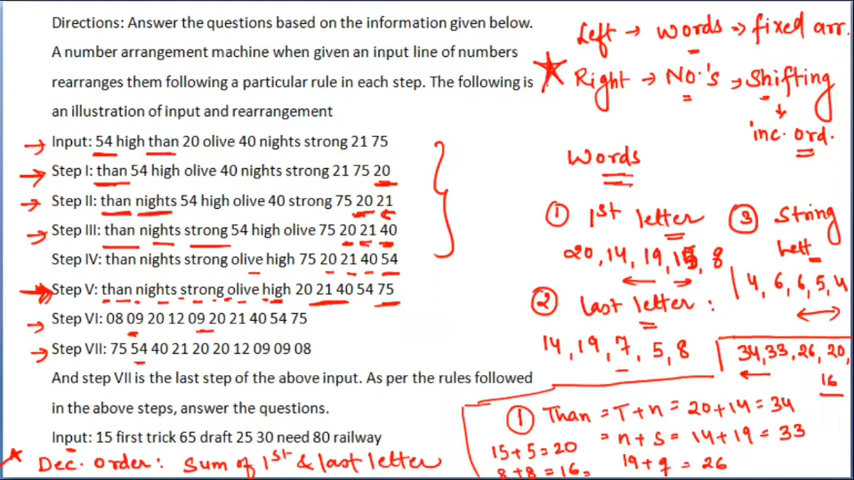 Directions: Answer the questions based on the information given below.
A number arrangement machine when given an input line of numbers
rearranges them following a particular rule in each step. The following is
an illustration of input and rearrangement
Input: 54 high than 20 olive 40 nights strong 21 75
Step I: than 54 high olive 40 nights strong 21 75 20
Step II: than nights 54 high olive 40 strong 75 20 21
Step III: than nights strong 54 high olive 75 20 21 40
Step IV: than nights strong olive high 75 20 21 40 54
Step V: than nights strong olive high 20 21 40 54 75
Step VI: 08 09 20 12 09 20 21 40 54 75
Step VII: 75 54 40 21 20 20 12 09 09 08
And step VII is the last step of the above input. As per the rules followed
in the above steps, answer the questions.
Input: 15 first trick 65 draft 25 30 need 80 railway
Dec. order: Sum of 1st & last letter
Left → words → fixed arr.
Right → No.'s → Shifting
↓
inc. ord.
Words
① 1st letter
20, 14, 19, 15, 8
② last letter:
14, 19, 7, 5, 8
③ String
4, 6, 6, 5, 4
34, 33, 26, 20,
16
① Than = T+n = 20+14 = 34
= n+s = 14+19 = 33
15+5=20
19+7 = 26
8+8=16